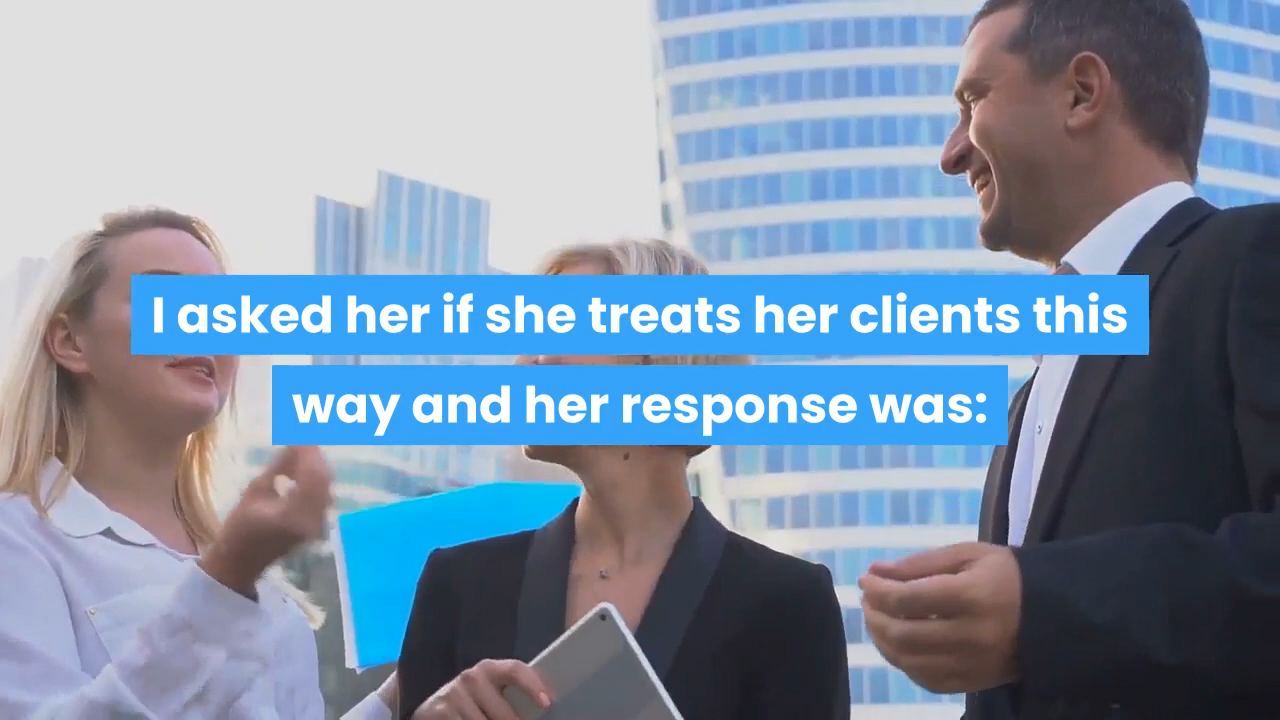 I asked her if she treats her clients this
way and her response was: